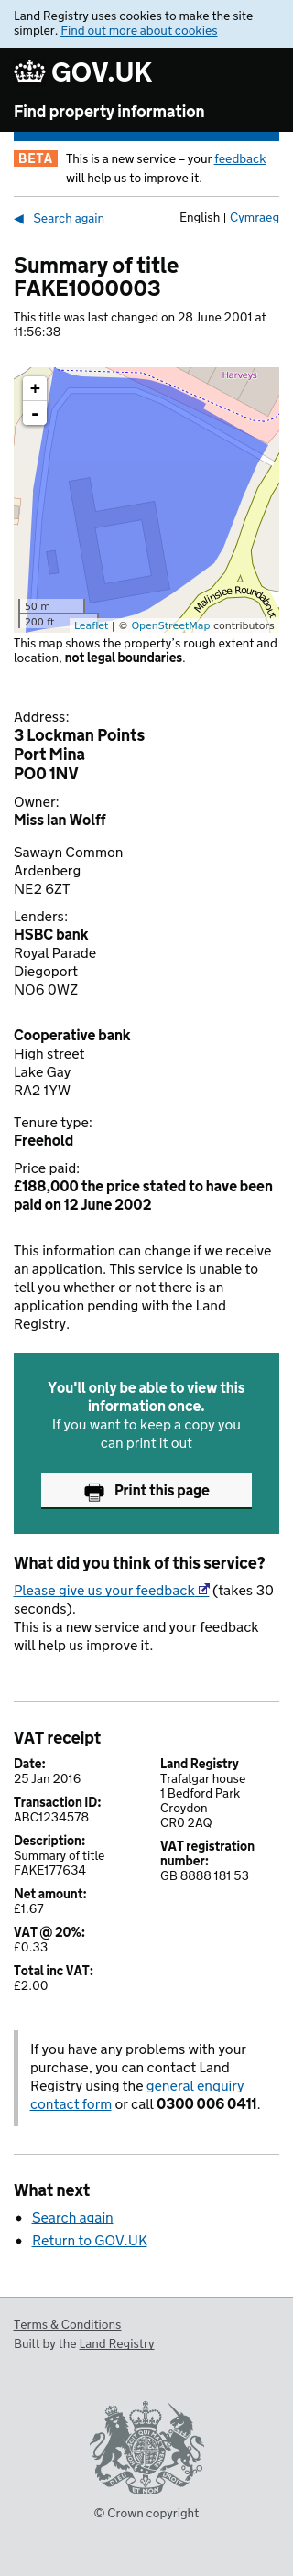 Land Registry uses cookies to make the site
simpler. Find out more about cookies
GOV.UK
Find property information
BETA This is a new service – your feedback
will help us to improve it.
Search again English | Cymraeg
Summary of title
FAKE1000003
This title was last changed on 28 June 2001 at
11:56:38
Harveys
+
-
Malinslee Roundabout
50 m
200 ft
Leaflet | © OpenStreetMap contributors
This map shows the property's rough extent and
location, not legal boundaries.
Address:
3 Lockman Points
Port Mina
PO0 1NV
Owner:
Miss Ian Wolff
Sawayn Common
Ardenberg
NE2 6ZT
Lenders:
HSBC bank
Royal Parade
Diegoport
NO6 0WZ
Cooperative bank
High street
Lake Gay
RA2 1YW
Tenure type:
Freehold
Price paid:
£188,000 the price stated to have been
paid on 12 June 2002
This information can change if we receive
an application. This service is unable to
tell you whether or not there is an
application pending with the Land
Registry.
You'll only be able to view this
information once.
If you want to keep a copy you
can print it out
Print this page
What did you think of this service?
Please give us your feedback (takes 30
seconds).
This is a new service and your feedback
will help us improve it.
VAT receipt
Date:
25 Jan 2016
Transaction ID:
ABC1234578
Description:
Summary of title
FAKE177634
Net amount:
£1.67
VAT @ 20%:
£0.33
Total inc VAT:
£2.00
Land Registry
Trafalgar house
1 Bedford Park
Croydon
CR0 2AQ
VAT registration
number:
GB 8888 181 53
If you have any problems with your
purchase, you can contact Land
Registry using the general enquiry
contact form or call 0300 006 0411.
What next
• Search again
• Return to GOV.UK
Terms & Conditions
Built by the Land Registry
DIEU ET MON DROIT
© Crown copyright